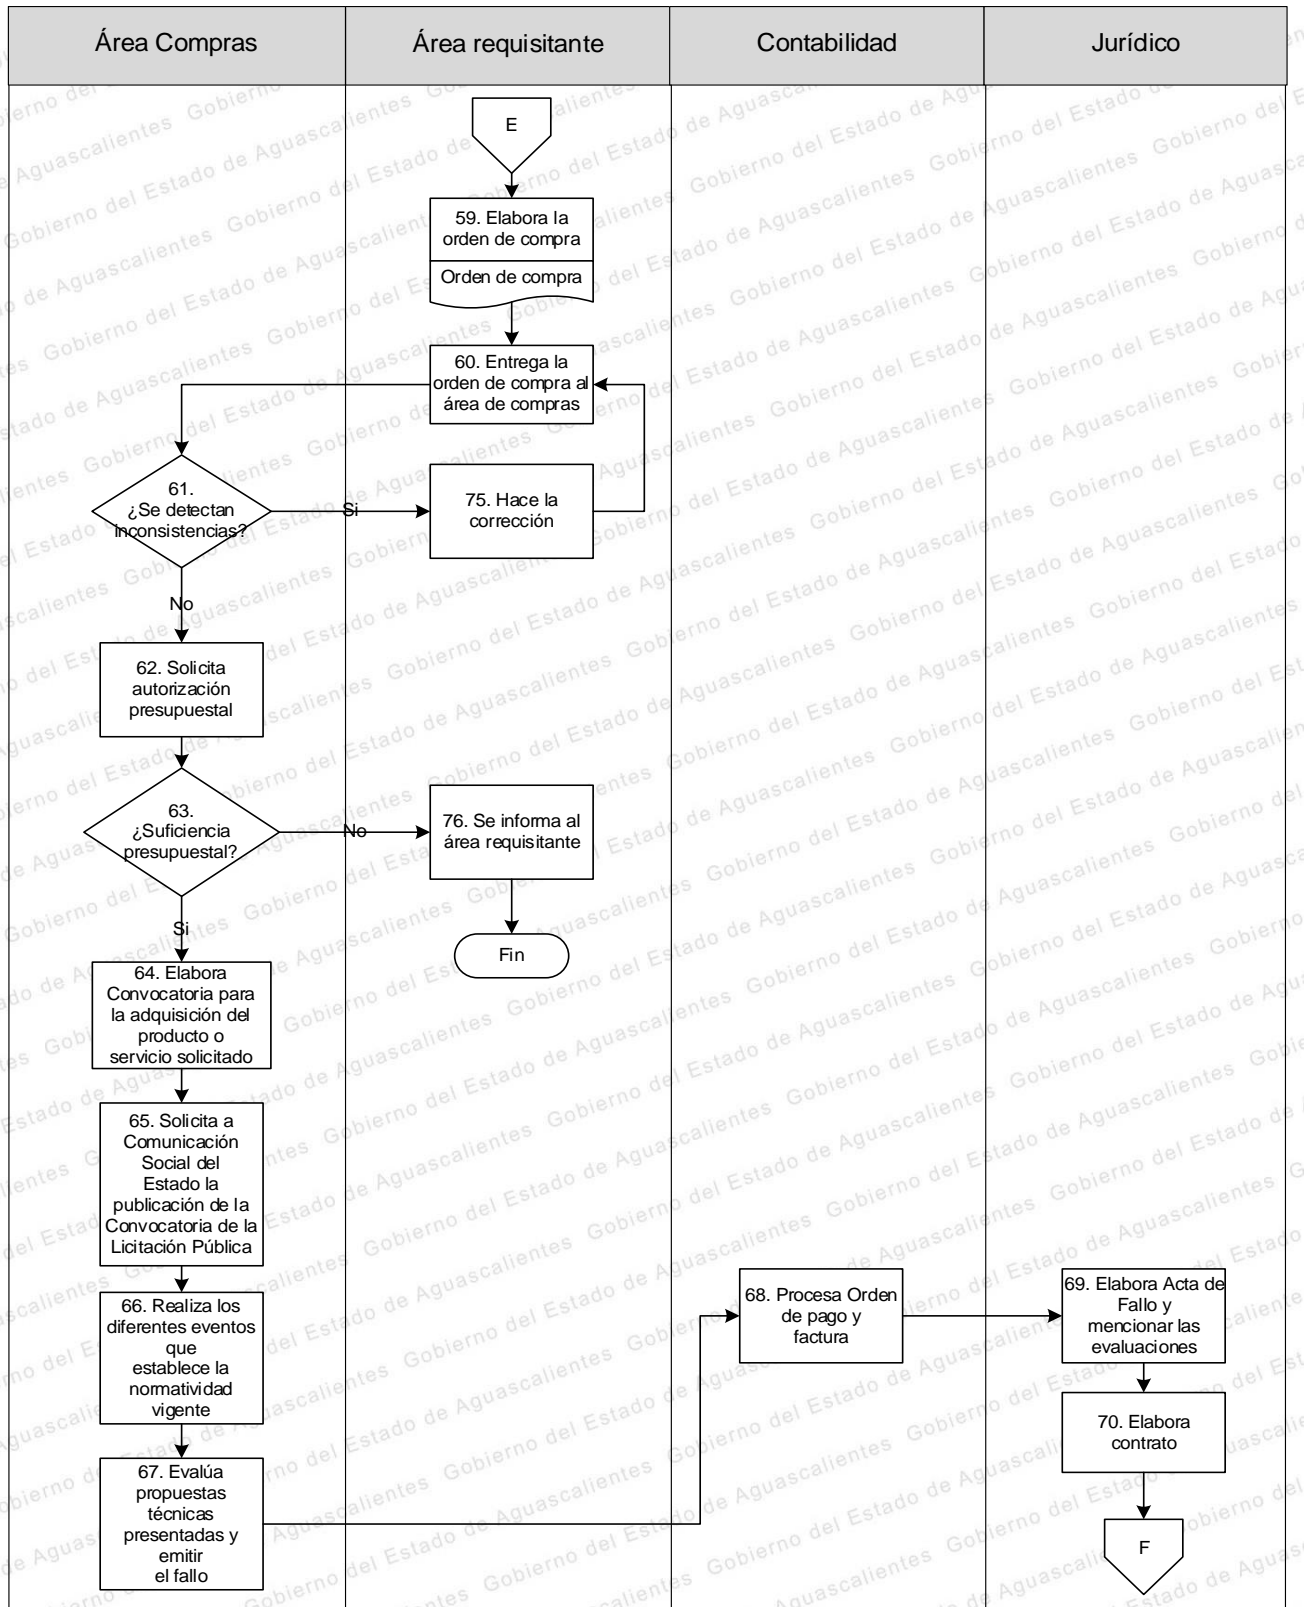 Área Compras
Área requisitante
Contabilidad
Jurídico
E
59. Elabora la
orden de compra
Orden de compra
60. Entrega la
orden de compra al
área de compras
61.
¿Se detectan
inconsistencias?
Si
75. Hace la
corrección
No
62. Solicita
autorización
presupuestal
63.
¿Suficiencia
presupuestal?
No
76. Se informa al
área requisitante
Si
Fin
64. Elabora
Convocatoria para
la adquisición del
producto o
servicio solicitado
65. Solicita a
Comunicación
Social del
Estado la
publicación de la
Convocatoria de la
Licitación Pública
66. Realiza los
diferentes eventos
que
establece la
normatividad
vigente
67. Evalúa
propuestas
técnicas
presentadas y
emitir
el fallo
68. Procesa Orden
de pago y
factura
69. Elabora Acta de
Fallo y
mencionar las
evaluaciones
70. Elabora
contrato
F
Gobierno del Estado de Aguascalientes